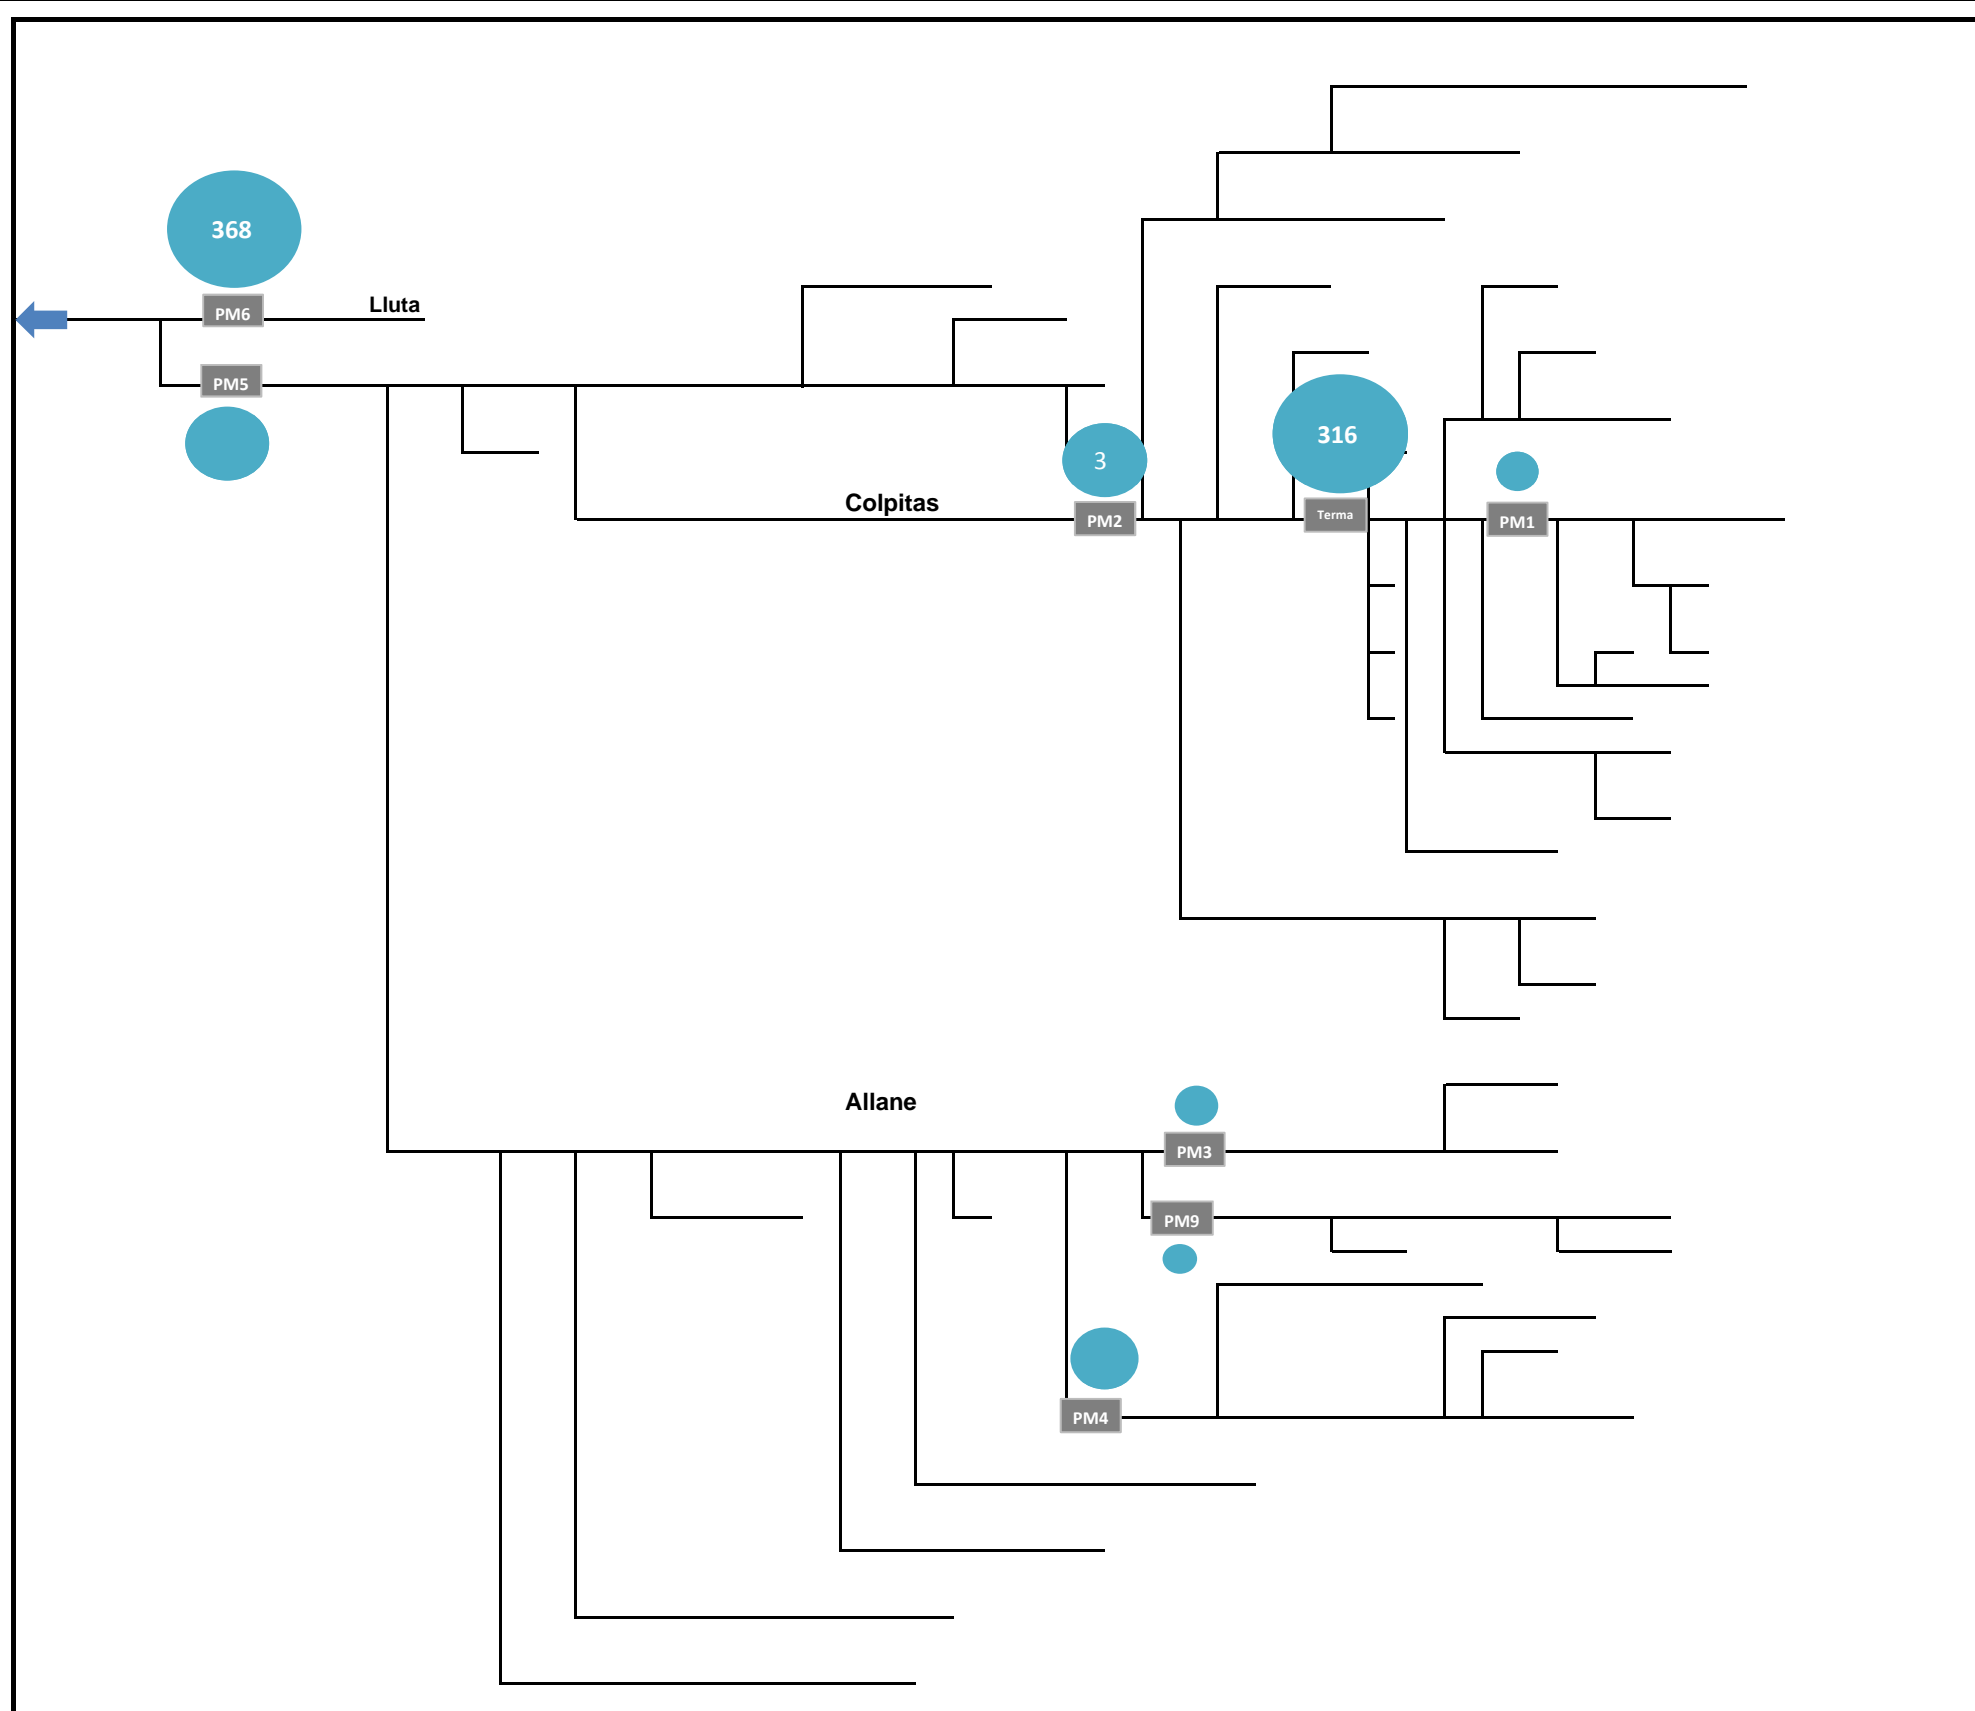 368
Lluta
PM6
PM5
3
316
Colpitas
PM2
Terma
PM1
Allane
PM3
PM9
PM4